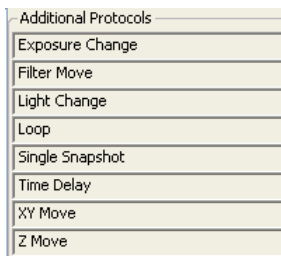 Additional Protocols
Exposure Change
Filter Move
Light Change
Loop
Single Snapshot
Time Delay
XY Move
Z Move